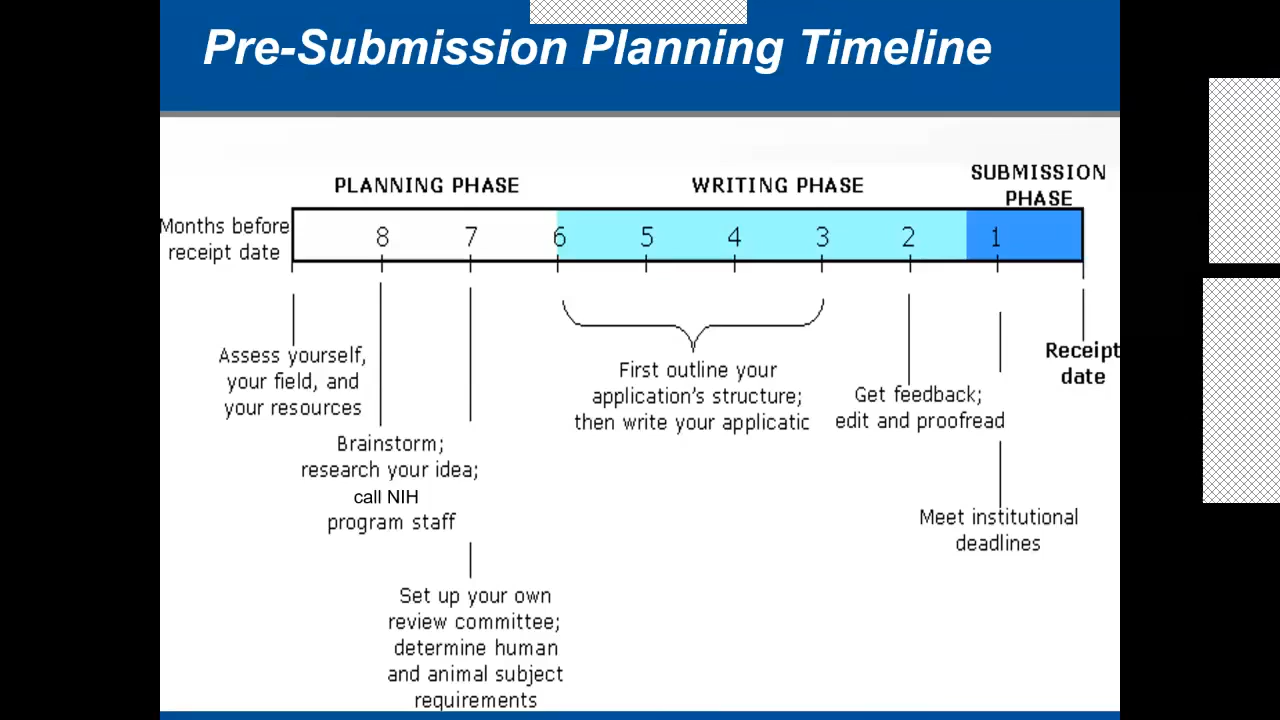 Pre-Submission Planning Timeline
PLANNING PHASE
WRITING PHASE
SUBMISSION
PHASE
Months before
receipt date
8 7 6 5 4 3 2 1
Assess yourself,
your field, and
your resources
Brainstorm;
research your idea;
call NIH
program staff
Set up your own
review committee;
determine human
and animal subject
requirements
First outline your
application's structure;
then write your applicatic
Get feedback;
edit and proofread
Meet institutional
deadlines
Receipt
date